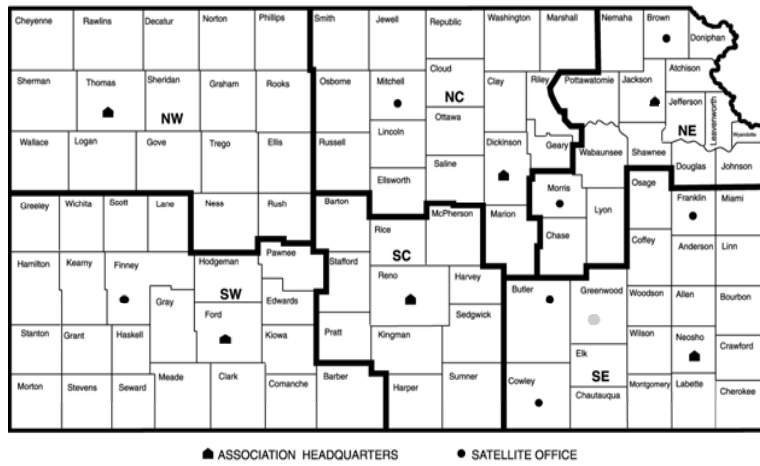 Cheyenne Rawlins Decatur Norton Phillips Smith Jewell Republic Washington Marshall Nemaha Brown
Doniphan
Atchison
Sherman Thomas Sheridan Graham Rooks Osborne Mitchell Cloud Clay Riley Pottawatomie Jackson
NW NC
Jefferson Leavenworth
Ottawa
NE Wyandotte
Wallace Logan Gove Trego Ellis Russell Lincoln Dickinson Geary Wabaunsee Shawnee
Saline
Douglas Johnson
Ellsworth Morris
Osage
Greeley Wichita Scott Lane Ness Rush Barton McPherson Marion Lyon Franklin Miami
Rice
Chase
Coffey Anderson Linn
Hamilton Kearny Finney Hodgeman Pawnee Stafford SC
Reno Harvey
SW
Gray Edwards Butler Greenwood Woodson Allen Bourbon
Ford Sedgwick
Stanton Grant Haskell Kiowa Pratt Kingman Wilson Neosho Crawford
Elk
Morton Stevens Seward Meade Clark Comanche Barber Harper Sumner Cowley SE Montgomery Labette Cherokee
Chautauqua
ASSOCIATION HEADQUARTERS SATELLITE OFFICE